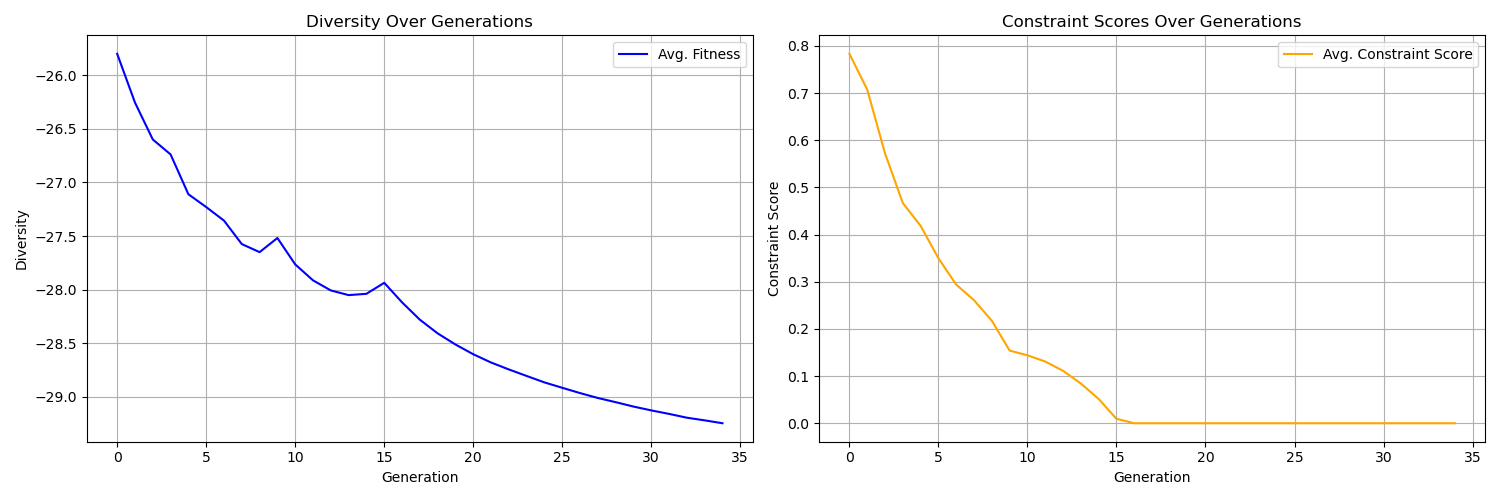 Diversity Over Generations
Avg. Fitness
−26.0
−26.5
−27.0
−27.5
−28.0
−28.5
−29.0
Diversity
0 5 10 15 20 25 30 35
Generation
Constraint Scores Over Generations
Avg. Constraint Score
0.8
0.7
0.6
0.5
0.4
0.3
0.2
0.1
0.0
Constraint Score
0 5 10 15 20 25 30 35
Generation